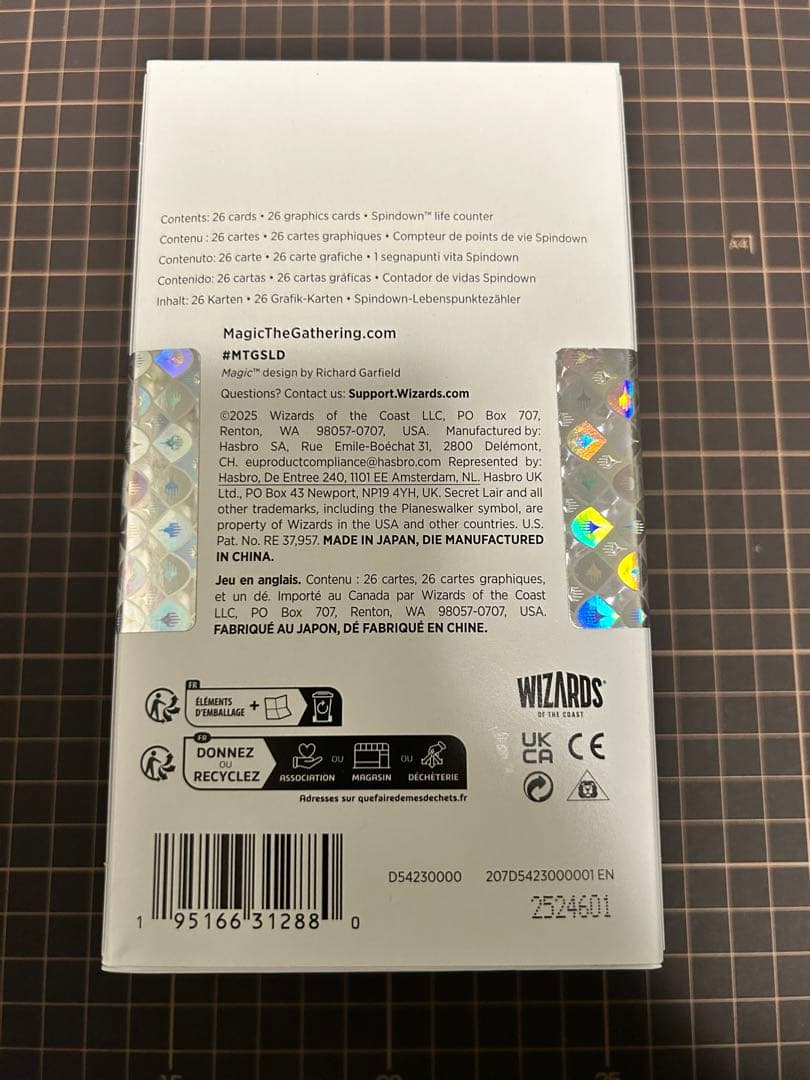 Contents: 26 cards • 26 graphics cards • Spindown™ life counter
Contenu : 26 cartes • 26 cartes graphiques • Compteur de points de vie Spindown
Contenuto: 26 carte • 26 carte grafiche • 1 segnapunti vita Spindown
Contenido: 26 cartas • 26 cartas gráficas • Contador de vidas Spindown
Inhalt: 26 Karten • 26 Grafik-Karten • Spindown-Lebenspunktezähler
MagicTheGathering.com
#MTGSLD
Magic™ design by Richard Garfield
Questions? Contact us: Support.Wizards.com
©2025 Wizards of the Coast LLC, PO Box 707,
Renton, WA 98057-0707, USA. Manufactured by:
Hasbro SA, Rue Emile-Boéchat 31, 2800 Delémont,
CH. euproductcompliance@hasbro.com Represented by:
Hasbro, De Entree 240, 1101 EE Amsterdam, NL. Hasbro UK
Ltd., PO Box 43 Newport, NP19 4YH, UK. Secret Lair and all
other trademarks, including the Planeswalker symbol, are
property of Wizards in the USA and other countries. U.S.
Pat. No. RE 37,957. MADE IN JAPAN, DIE MANUFACTURED
IN CHINA.
Jeu en anglais. Contenu : 26 cartes, 26 cartes graphiques,
et un dé. Importé au Canada par Wizards of the Coast
LLC, PO Box 707, Renton, WA 98057-0707, USA.
FABRIQUÉ AU JAPON, DÉ FABRIQUÉ EN CHINE.
FR
ÉLÉMENTS
D'EMBALLAGE +
WIZARDS®
OF THE COAST
FR
DONNEZ
OU
RECYCLEZ
ASSOCIATION OU MAGASIN OU DÉCHÈTERIE
Adresses sur quefairedemesdechets.fr
UK
CA
CE
D54230000 207D5423000001 EN
2524601
1 95166 31288 0
A4